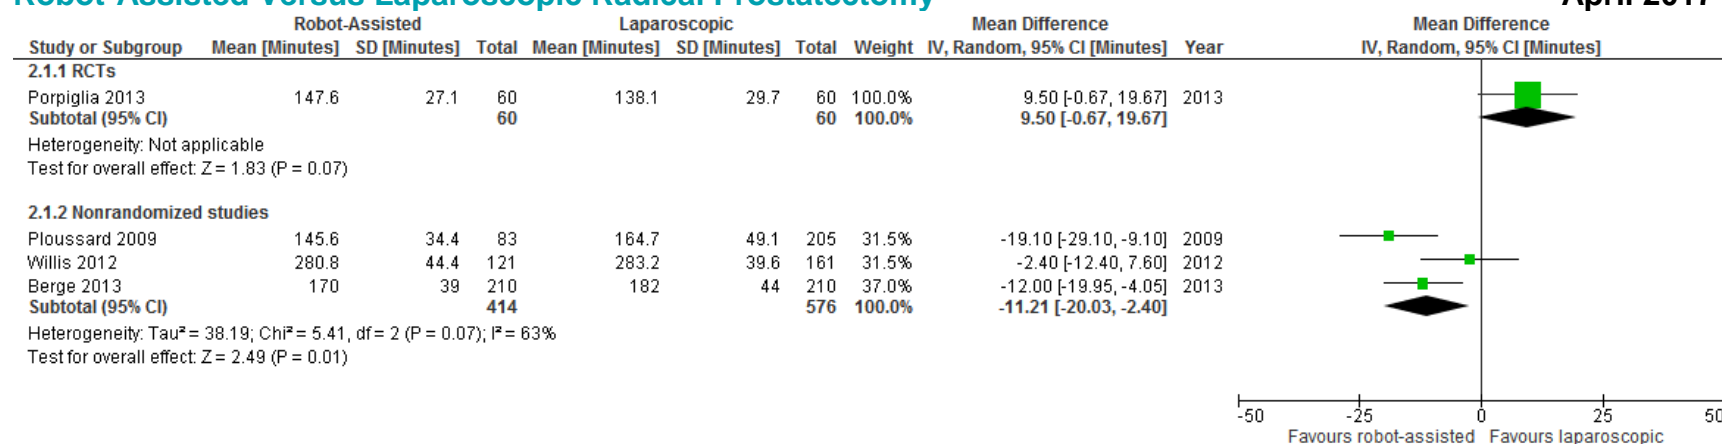 Robot-Assisted Versus Laparoscopic Radical Prostatectomy April 2017
Robot-Assisted Laparoscopic Mean Difference Mean Difference
Study or Subgroup Mean [Minutes] SD [Minutes] Total Mean [Minutes] SD [Minutes] Total Weight IV, Random, 95% CI [Minutes] Year IV, Random, 95% CI [Minutes]
2.1.1 RCTs
Porpiglia 2013 147.6 27.1 60 138.1 29.7 60 100.0% 9.50 [-0.67, 19.67] 2013
Subtotal (95% CI) 60 60 100.0% 9.50 [-0.67, 19.67]
Heterogeneity: Not applicable
Test for overall effect: Z = 1.83 (P = 0.07)
2.1.2 Nonrandomized studies
Ploussard 2009 145.6 34.4 83 164.7 49.1 205 31.5% -19.10 [-29.10, -9.10] 2009
Willis 2012 280.8 44.4 121 283.2 39.6 161 31.5% -2.40 [-12.40, 7.60] 2012
Berge 2013 170 39 210 182 44 210 37.0% -12.00 [-19.95, -4.05] 2013
Subtotal (95% CI) 414 576 100.0% -11.21 [-20.03, -2.40]
Heterogeneity: Tau² = 38.19; Chi² = 5.41, df = 2 (P = 0.07); I² = 63%
Test for overall effect: Z = 2.49 (P = 0.01)
-50 -25 0 25 50
Favours robot-assisted Favours laparoscopic